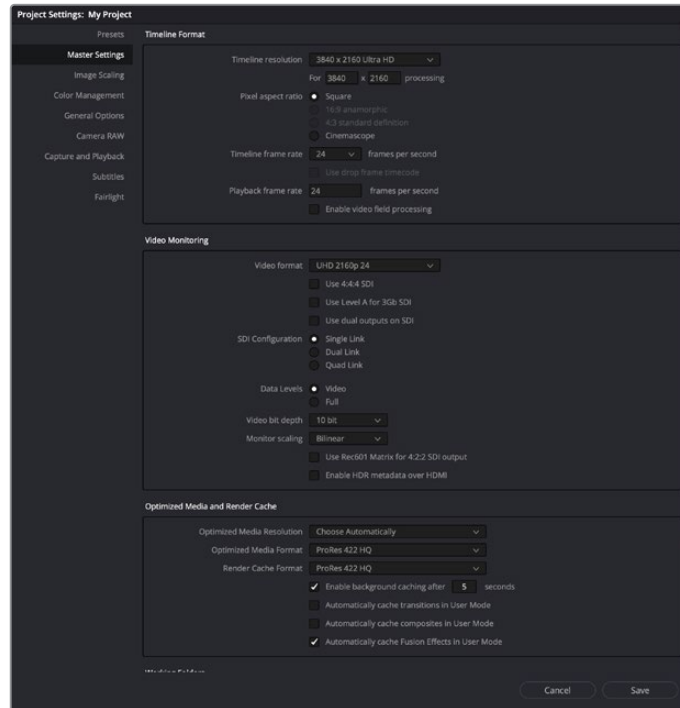 Project Settings: My Project
Presets
Master Settings
Image Scaling
Color Management
General Options
Camera RAW
Capture and Playback
Subtitles
Fairlight
Timeline Format
Timeline resolution 3840 x 2160 Ultra HD
For 3840 x 2160 processing
Pixel aspect ratio Square
16:9 anamorphic
4:3 standard definition
Cinemascope
Timeline frame rate 24 frames per second
Use drop frame timecode
Playback frame rate 24 frames per second
Enable video field processing
Video Monitoring
Video format UHD 2160p 24
Use 4:4:4 SDI
Use Level A for 3Gb SDI
Use dual outputs on SDI
SDI Configuration Single Link
Dual Link
Quad Link
Data Levels Video
Full
Video bit depth 10 bit
Monitor scaling Bilinear
Use Rec601 Matrix for 4:2:2 SDI output
Enable HDR metadata over HDMI
Optimized Media and Render Cache
Optimized Media Resolution Choose Automatically
Optimized Media Format ProRes 422 HQ
Render Cache Format ProRes 422 HQ
Enable background caching after 5 seconds
Automatically cache transitions in User Mode
Automatically cache composites in User Mode
Automatically cache Fusion Effects in User Mode
Working Folders
Cancel Save